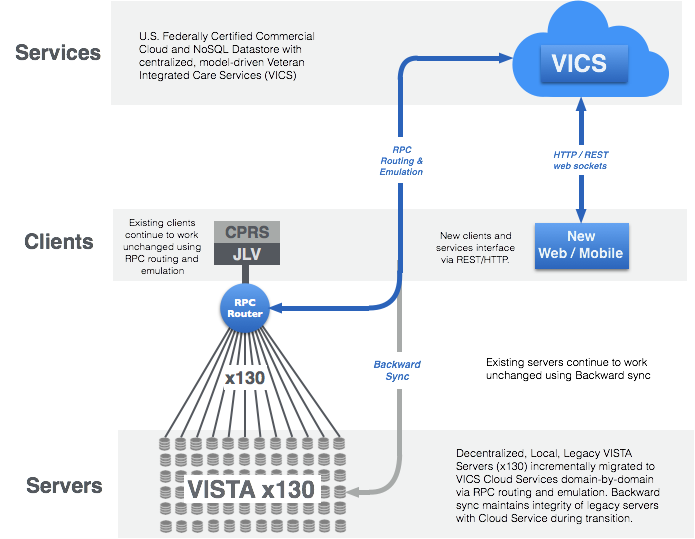 Services
U.S. Federally Certified Commercial
Cloud and NoSQL Datastore with
centralized, model-driven Veteran
Integrated Care Services (VICS)
VICS
RPC
Routing &
Emulation
HTTP / REST
web sockets
Clients
Existing clients
continue to work
unchanged using
RPC routing and
emulation
CPRS
JLV
New clients and
services interface
via REST/HTTP.
New
Web / Mobile
RPC
Router
x130
Backward
Sync
Existing servers continue to work
unchanged using Backward sync
Servers
VISTA x130
Decentralized, Local, Legacy VISTA
Servers (x130) incrementally migrated to
VICS Cloud Services domain-by-domain
via RPC routing and emulation. Backward
sync maintains integrity of legacy servers
with Cloud Service during transition.